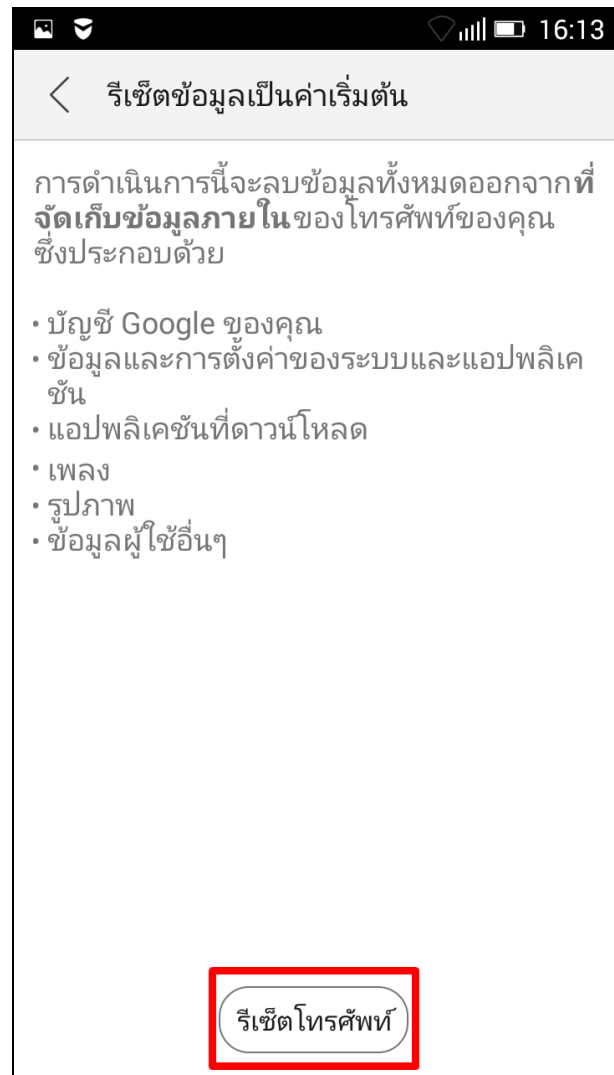 16:13
รีเซ็ตข้อมูลเป็นค่าเริ่มต้น
การดำเนินการนี้จะลบข้อมูลทั้งหมดออกจากที่
จัดเก็บข้อมูลภายในของโทรศัพท์ของคุณ
ซึ่งประกอบด้วย
• บัญชี Google ของคุณ
• ข้อมูลและการตั้งค่าของระบบและแอปพลิเค
ชัน
• แอปพลิเคชันที่ดาวน์โหลด
• เพลง
• รูปภาพ
• ข้อมูลผู้ใช้อื่นๆ
รีเซ็ตโทรศัพท์